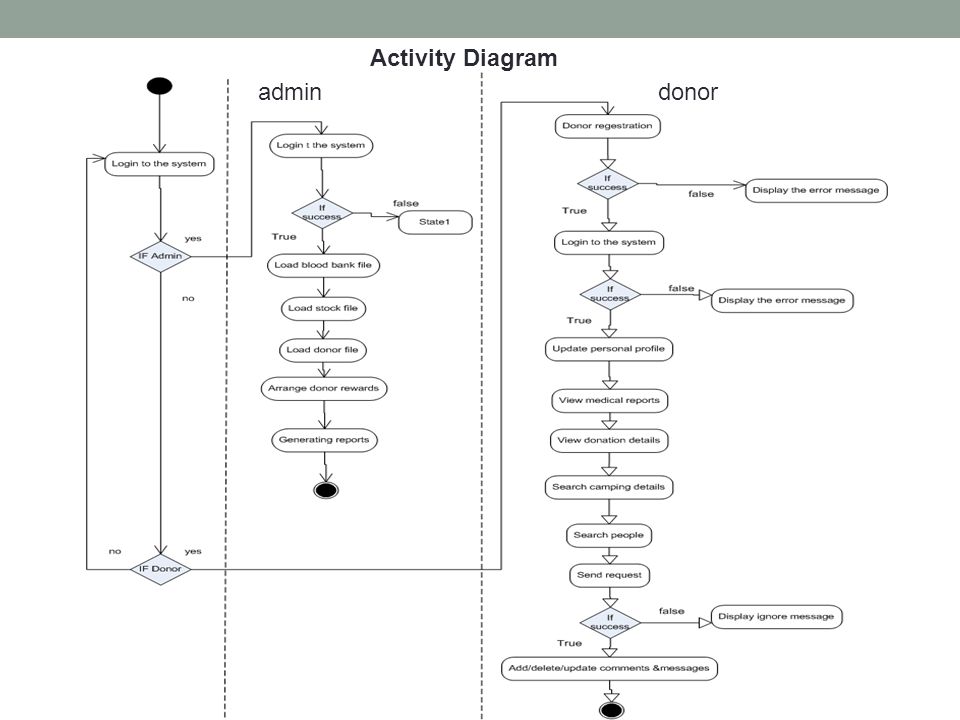 Activity Diagram
admin
donor
Login to the system
yes
IF Admin
no
no
yes
IF Donor
Login t the system
If
success
false
State1
True
Load blood bank file
Load stock file
Load donor file
Arrange donor rewards
Generating reports
Donor regestration
If
success
false
Display the error message
True
Login to the system
If
success
false
Display the error message
True
Update personal profile
View medical reports
View donation details
Search camping details
Search people
Send request
If
success
false
Display ignore message
True
Add/delete/update comments &messages